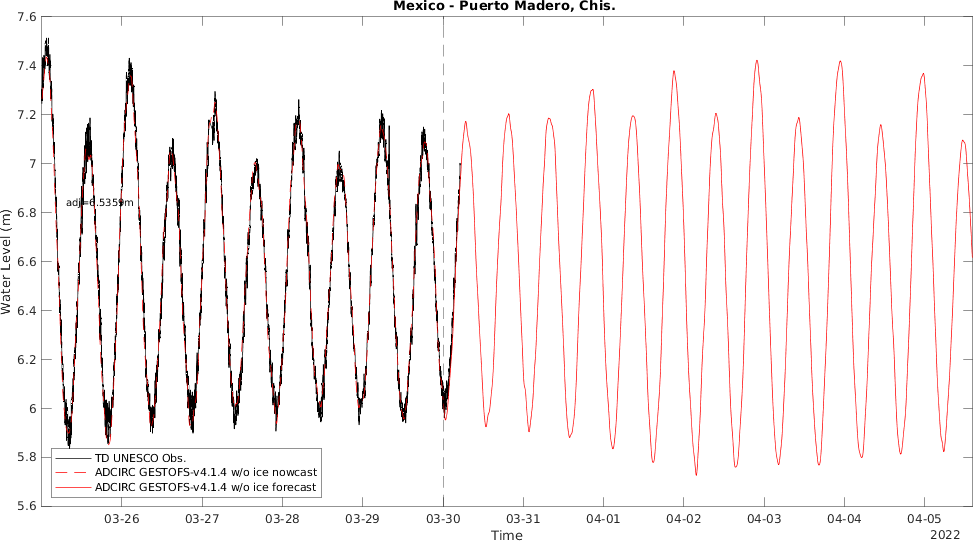 Mexico - Puerto Madero, Chis.
7.6
7.4
7.2
7
6.8
6.6
6.4
6.2
6
5.8
5.6
Water Level (m)
adj=6.5359m
TD UNESCO Obs.
ADCIRC GESTOFS-v4.1.4 w/o ice nowcast
ADCIRC GESTOFS-v4.1.4 w/o ice forecast
03-26 03-27 03-28 03-29 03-30 03-31 04-01 04-02 04-03 04-04 04-05
Time
2022